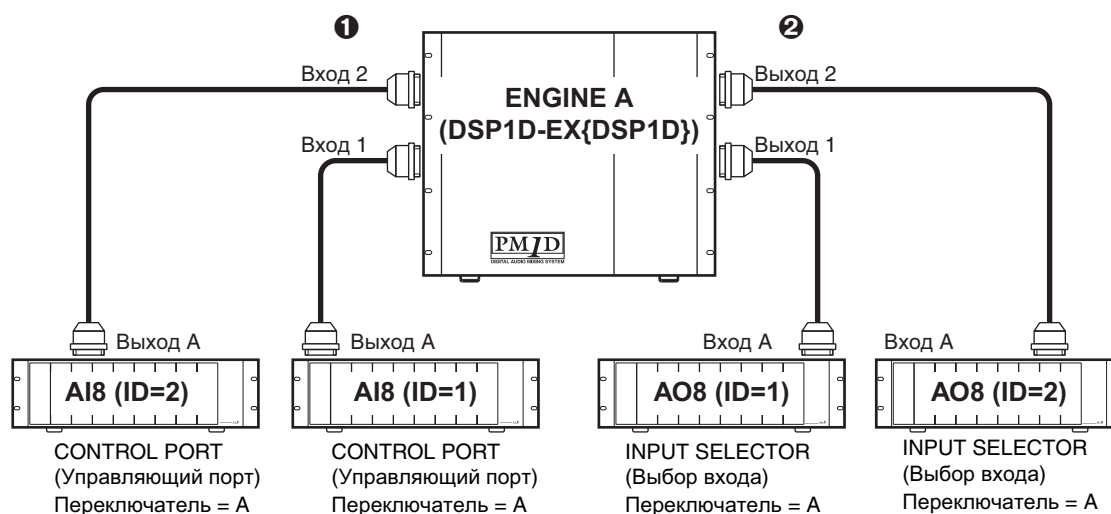 ❶
❷
Вход 2
Выход 2
ENGINE A
(DSP1D-EX{DSP1D})
Вход 1
Выход 1
PM1D
DIGITAL AUDIO MIXING SYSTEM
Выход A
Выход A
Вход A
Вход A
AI8 (ID=2)
AI8 (ID=1)
AO8 (ID=1)
AO8 (ID=2)
CONTROL PORT
(Управляющий порт)
Переключатель = A
CONTROL PORT
(Управляющий порт)
Переключатель = A
INPUT SELECTOR
(Выбор входа)
Переключатель = A
INPUT SELECTOR
(Выбор входа)
Переключатель = A